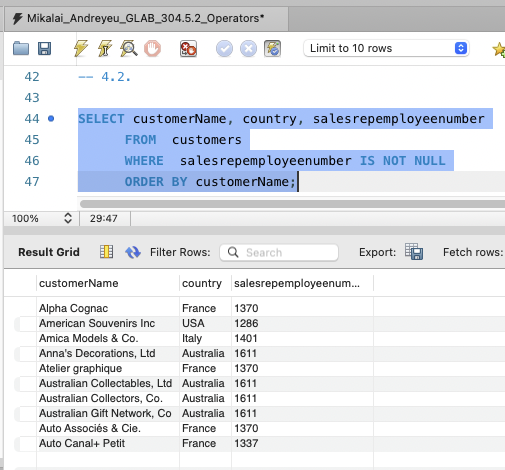 Mikalai_Andreyeu_GLAB_304.5.2_Operators*
Limit to 10 rows
42 -- 4.2.
43
44 SELECT customerName, country, salesrepemployeenumber
45 FROM customers
46 WHERE salesrepemployeenumber IS NOT NULL
47 ORDER BY customerName;
100% 29:47
Result Grid Filter Rows: Search Export: Fetch rows:
customerName country salesrepemployeenum...
Alpha Cognac France 1370
American Souvenirs Inc USA 1286
Amica Models & Co. Italy 1401
Anna's Decorations, Ltd Australia 1611
Atelier graphique France 1370
Australian Collectables, Ltd Australia 1611
Australian Collectors, Co. Australia 1611
Australian Gift Network, Co Australia 1611
Auto Associés & Cie. France 1370
Auto Canal+ Petit France 1337